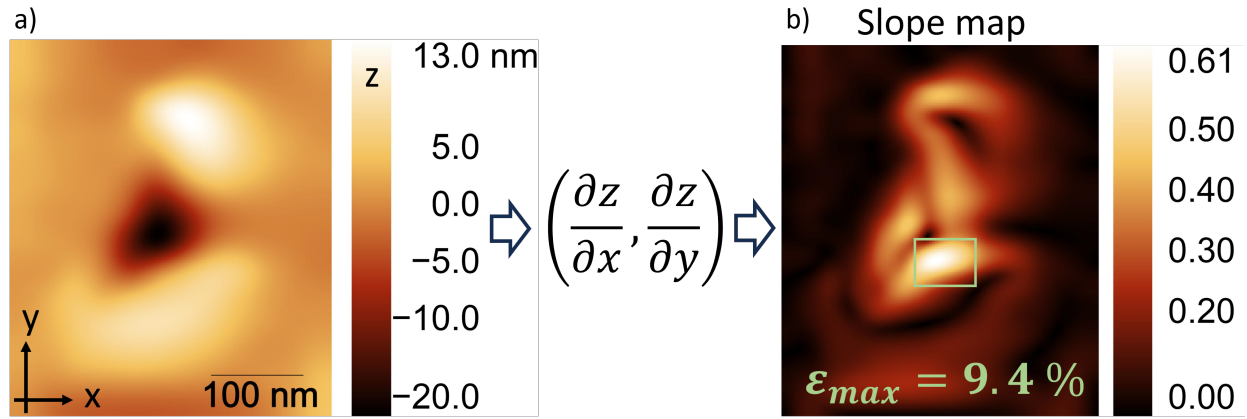 a)
z
13.0 nm
5.0
0.0
−5.0
−10.0
−20.0
y
x
100 nm
(∂z/∂x, ∂z/∂y)
b)
Slope map
0.61
0.50
0.40
0.30
0.20
0.00
ε_max = 9.4 %